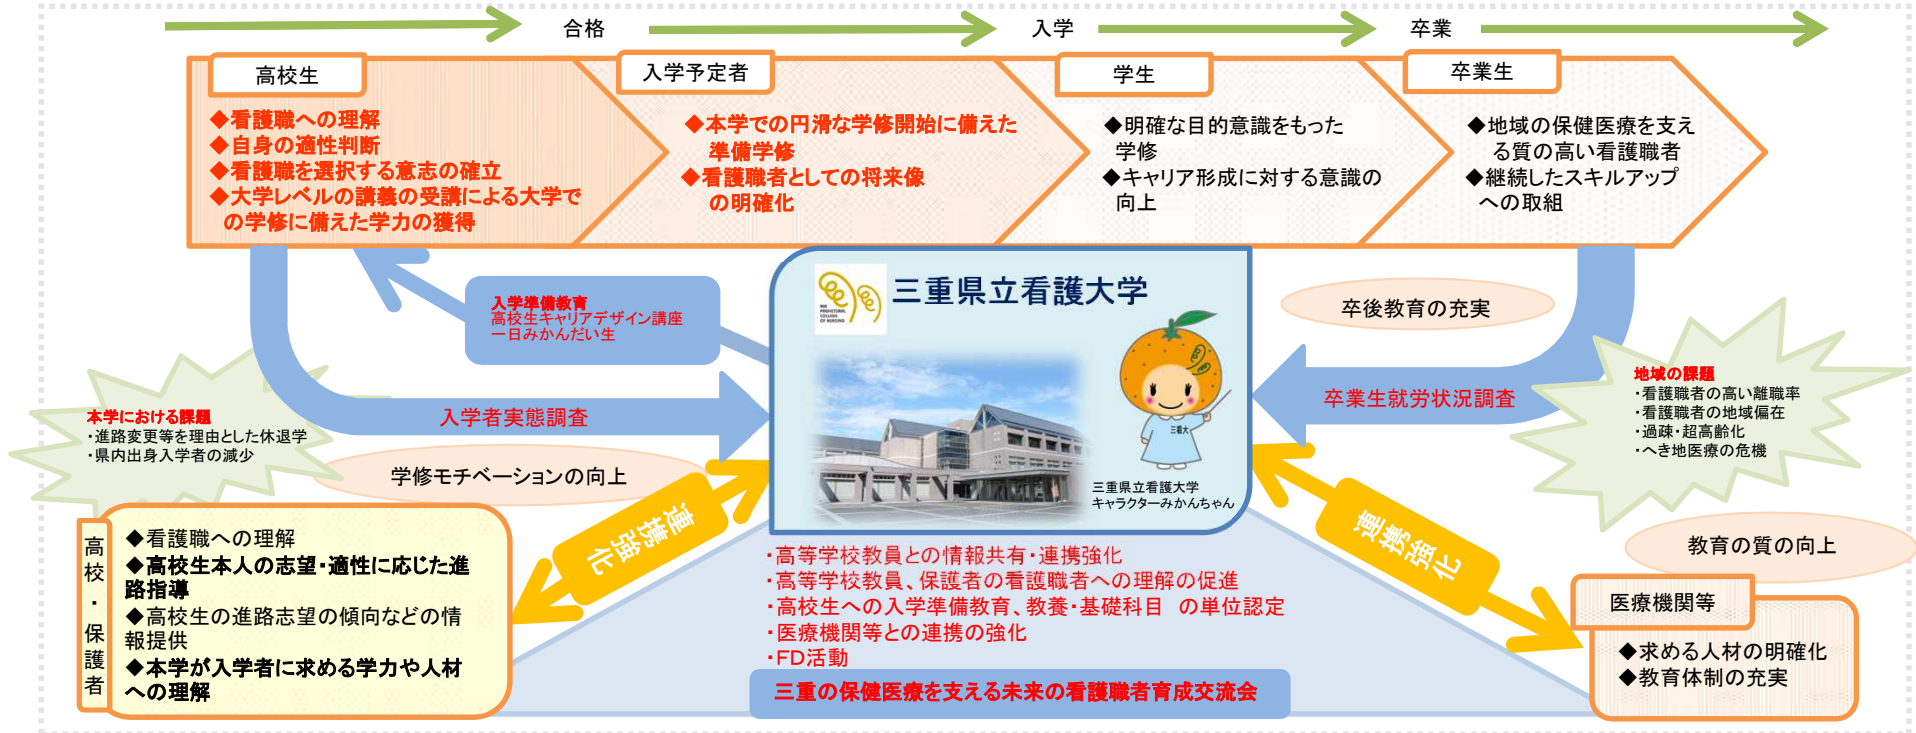 合格
入学
卒業
高校生
◆看護職への理解
◆自身の適性判断
◆看護職を選択する意志の確立
◆大学レベルの講義の受講による大学で
の学修に備えた学力の獲得
入学予定者
◆本学での円滑な学修開始に備えた
準備学修
◆看護職者としての将来像
の明確化
学生
◆明確な目的意識をもった
学修
◆キャリア形成に対する意識の
向上
卒業生
◆地域の保健医療を支え
る質の高い看護職者
◆継続したスキルアップ
への取組
入学準備教育
高校生キャリアデザイン講座
一日みかんだい生
三重県立看護大学
MIE
PREFECTURAL
COLLEGE
OF NURSING
三看大
三重県立看護大学
キャラクターみかんちゃん
卒後教育の充実
本学における課題
・進路変更等を理由とした休退学
・県内出身入学者の減少
入学者実態調査
学修モチベーションの向上
卒業生就労状況調査
地域の課題
・看護職者の高い離職率
・看護職者の地域偏在
・過疎・超高齢化
・へき地医療の危機
連携
強化
連携強化
教育の質の向上
高校・保護者
◆看護職への理解
◆高校生本人の志望・適性に応じた進
路指導
◆高校生の進路志望の傾向などの情
報提供
◆本学が入学者に求める学力や人材
への理解
・高等学校教員との情報共有・連携強化
・高等学校教員、保護者の看護職者への理解の促進
・高校生への入学準備教育、教養・基礎科目 の単位認定
・医療機関等との連携の強化
・FD活動
三重の保健医療を支える未来の看護職者育成交流会
医療機関等
◆求める人材の明確化
◆教育体制の充実